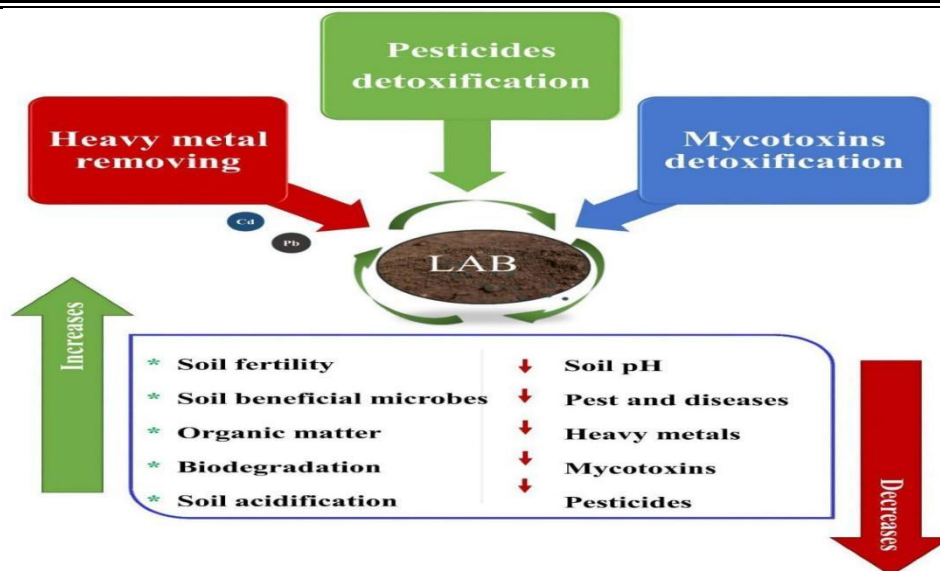 Pesticides
detoxification
Heavy metal
removing
Mycotoxins
detoxification
Cd
Pb
LAB
Increases
* Soil fertility
* Soil beneficial microbes
* Organic matter
* Biodegradation
* Soil acidification
Soil pH
Pest and diseases
Heavy metals
Mycotoxins
Pesticides
Decreases